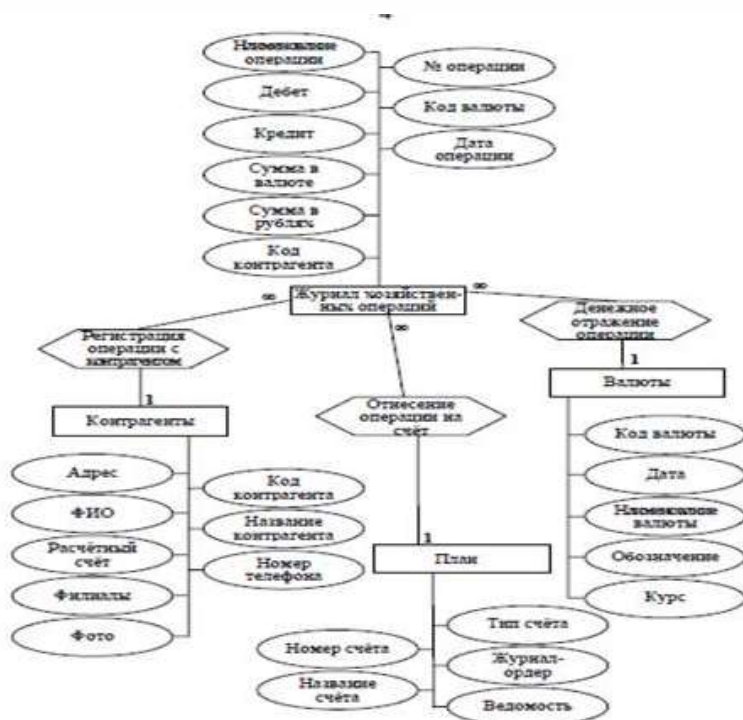 Наименование
операции
№ операции
Дебет
Код валюты
Кредит
Дата
операции
Сумма в
валюте
Сумма в
рублях
Код
контрагента
∞
Журнал хозяйствен-
ных операций
∞
∞
Регистрация
операции с
контрагентом
Денежное
отражение
операции
1
1
Контрагенты
Отнесение
операции на
счёт
Валюты
Адрес
ФИО
Расчётный
счёт
Филиалы
Фото
Код
контрагента
Название
контрагента
Номер
телефона
1
План
Код валюты
Дата
Наименование
валюты
Обозначение
Курс
Номер счёта
Название
счёта
Тип счёта
Журнал-
ордер
Ведомость